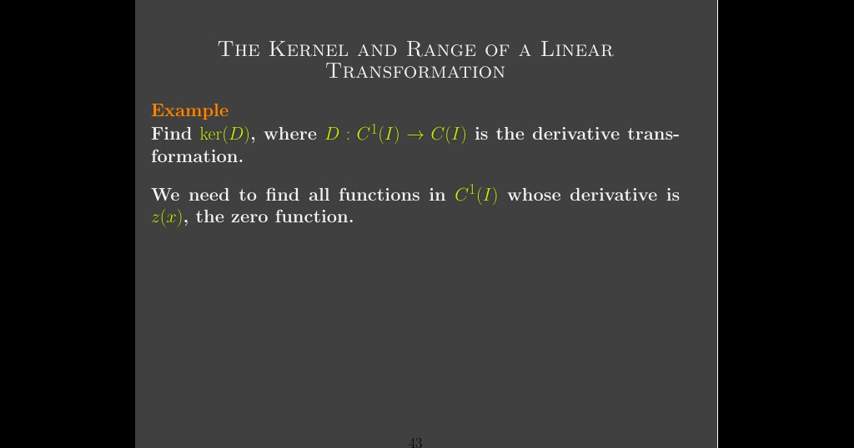 The Kernel and Range of a Linear
Transformation
Example
Find ker(D), where D : C¹(I) → C(I) is the derivative trans-
formation.
We need to find all functions in C¹(I) whose derivative is
z(x), the zero function.
43